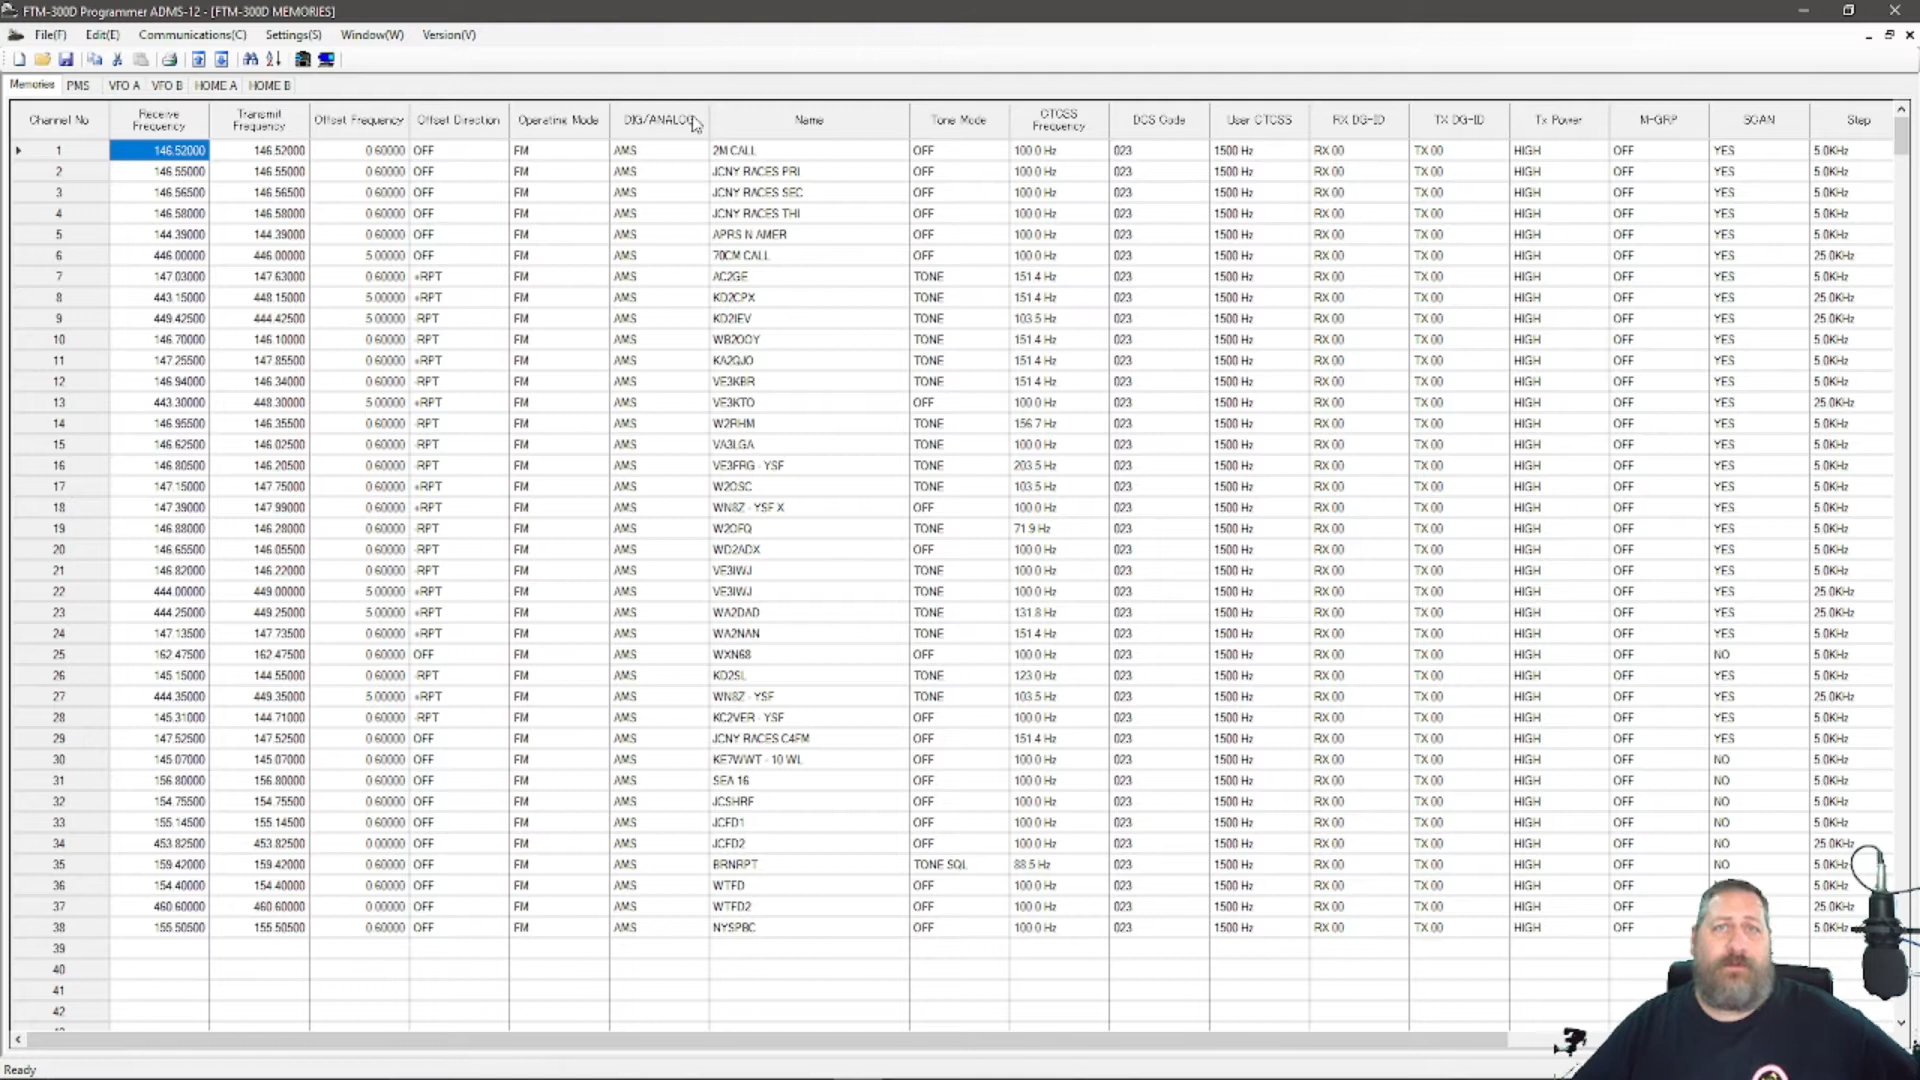 FTM-300D Programmer ADMS-12 - [FTM-300D MEMORIES]
File(F) Edit(E) Communications(C) Settings(S) Window(W) Version(V)
Memories PMS VFO A VFO B HOME A HOME B
Channel No Receive Frequency Transmit Frequency Offset Frequency Offset Direction Operating Mode DIG/ANALOG Name Tone Mode CTCSS Frequency DCS Code User CTCSS RX DG-ID TX DG-ID Tx Power M-GRP SCAN Step
1 146.52000 146.52000 0.60000 OFF FM AMS 2M CALL OFF 100.0 Hz 023 1500 Hz RX 00 TX 00 HIGH OFF YES 5.0KHz
2 146.55000 146.55000 0.60000 OFF FM AMS JCNY RACES PRI OFF 100.0 Hz 023 1500 Hz RX 00 TX 00 HIGH OFF YES 5.0KHz
3 146.56500 146.56500 0.60000 OFF FM AMS JCNY RACES SEC OFF 100.0 Hz 023 1500 Hz RX 00 TX 00 HIGH OFF YES 5.0KHz
4 146.58000 146.58000 0.60000 OFF FM AMS JCNY RACES THI OFF 100.0 Hz 023 1500 Hz RX 00 TX 00 HIGH OFF YES 5.0KHz
5 144.39000 144.39000 0.60000 OFF FM AMS APRS N AMER OFF 100.0 Hz 023 1500 Hz RX 00 TX 00 HIGH OFF YES 5.0KHz
6 446.00000 446.00000 5.00000 OFF FM AMS 70CM CALL OFF 100.0 Hz 023 1500 Hz RX 00 TX 00 HIGH OFF YES 25.0KHz
7 147.03000 147.63000 0.60000 +RPT FM AMS AC2GE TONE 151.4 Hz 023 1500 Hz RX 00 TX 00 HIGH OFF YES 5.0KHz
8 443.15000 448.15000 5.00000 +RPT FM AMS KD2CPX TONE 151.4 Hz 023 1500 Hz RX 00 TX 00 HIGH OFF YES 25.0KHz
9 449.42500 444.42500 5.00000 -RPT FM AMS KD2IEV TONE 103.5 Hz 023 1500 Hz RX 00 TX 00 HIGH OFF YES 25.0KHz
10 146.70000 146.10000 0.60000 -RPT FM AMS WB2OOY TONE 151.4 Hz 023 1500 Hz RX 00 TX 00 HIGH OFF YES 5.0KHz
11 147.25500 147.85500 0.60000 +RPT FM AMS KA2QJO TONE 151.4 Hz 023 1500 Hz RX 00 TX 00 HIGH OFF YES 5.0KHz
12 146.94000 146.34000 0.60000 -RPT FM AMS VE3KBR TONE 151.4 Hz 023 1500 Hz RX 00 TX 00 HIGH OFF YES 5.0KHz
13 443.30000 448.30000 5.00000 +RPT FM AMS VE3KTO OFF 100.0 Hz 023 1500 Hz RX 00 TX 00 HIGH OFF YES 25.0KHz
14 146.95500 146.35500 0.60000 -RPT FM AMS W2RHM TONE 156.7 Hz 023 1500 Hz RX 00 TX 00 HIGH OFF YES 5.0KHz
15 146.62500 146.02500 0.60000 -RPT FM AMS VA3LGA TONE 100.0 Hz 023 1500 Hz RX 00 TX 00 HIGH OFF YES 5.0KHz
16 146.80500 146.20500 0.60000 -RPT FM AMS VE3FRG - YSF TONE 203.5 Hz 023 1500 Hz RX 00 TX 00 HIGH OFF YES 5.0KHz
17 147.15000 147.75000 0.60000 +RPT FM AMS W2OSC TONE 103.5 Hz 023 1500 Hz RX 00 TX 00 HIGH OFF YES 5.0KHz
18 147.39000 147.99000 0.60000 +RPT FM AMS WN8Z - YSF X OFF 100.0 Hz 023 1500 Hz RX 00 TX 00 HIGH OFF YES 5.0KHz
19 146.88000 146.28000 0.60000 -RPT FM AMS W2OFQ TONE 71.9 Hz 023 1500 Hz RX 00 TX 00 HIGH OFF YES 5.0KHz
20 146.65500 146.05500 0.60000 -RPT FM AMS WD2ADX OFF 100.0 Hz 023 1500 Hz RX 00 TX 00 HIGH OFF YES 5.0KHz
21 146.82000 146.22000 0.60000 -RPT FM AMS VE3IWJ TONE 100.0 Hz 023 1500 Hz RX 00 TX 00 HIGH OFF YES 5.0KHz
22 444.00000 449.00000 5.00000 +RPT FM AMS VE3IWJ TONE 100.0 Hz 023 1500 Hz RX 00 TX 00 HIGH OFF YES 25.0KHz
23 444.25000 449.25000 5.00000 +RPT FM AMS WA2DAD TONE 131.8 Hz 023 1500 Hz RX 00 TX 00 HIGH OFF YES 25.0KHz
24 147.13500 147.73500 0.60000 +RPT FM AMS WA2NAN TONE 151.4 Hz 023 1500 Hz RX 00 TX 00 HIGH OFF YES 5.0KHz
25 162.47500 162.47500 0.60000 OFF FM AMS WXN68 OFF 100.0 Hz 023 1500 Hz RX 00 TX 00 HIGH OFF NO 5.0KHz
26 145.15000 144.55000 0.60000 -RPT FM AMS KD2SL TONE 123.0 Hz 023 1500 Hz RX 00 TX 00 HIGH OFF YES 5.0KHz
27 444.35000 449.35000 5.00000 +RPT FM AMS WN8Z - YSF TONE 103.5 Hz 023 1500 Hz RX 00 TX 00 HIGH OFF YES 25.0KHz
28 145.31000 144.71000 0.60000 -RPT FM AMS KC2VER - YSF OFF 100.0 Hz 023 1500 Hz RX 00 TX 00 HIGH OFF YES 5.0KHz
29 147.52500 147.52500 0.60000 OFF FM AMS JCNY RACES C4FM OFF 151.4 Hz 023 1500 Hz RX 00 TX 00 HIGH OFF YES 5.0KHz
30 145.07000 145.07000 0.60000 OFF FM AMS KE7WWT - 10 WL OFF 100.0 Hz 023 1500 Hz RX 00 TX 00 HIGH OFF NO 5.0KHz
31 156.80000 156.80000 0.60000 OFF FM AMS SEA 16 OFF 100.0 Hz 023 1500 Hz RX 00 TX 00 HIGH OFF NO 5.0KHz
32 154.75500 154.75500 0.60000 OFF FM AMS JCSHRF OFF 100.0 Hz 023 1500 Hz RX 00 TX 00 HIGH OFF NO 5.0KHz
33 155.14500 155.14500 0.60000 OFF FM AMS JCFD1 OFF 100.0 Hz 023 1500 Hz RX 00 TX 00 HIGH OFF NO 5.0KHz
34 453.82500 453.82500 0.00000 OFF FM AMS JCFD2 OFF 100.0 Hz 023 1500 Hz RX 00 TX 00 HIGH OFF NO 25.0KHz
35 159.42000 159.42000 0.60000 OFF FM AMS BRNRPT TONE SQL 88.5 Hz 023 1500 Hz RX 00 TX 00 HIGH OFF NO 5.0KHz
36 154.40000 154.40000 0.60000 OFF FM AMS WTFD OFF 100.0 Hz 023 1500 Hz RX 00 TX 00 HIGH OFF 5.0KHz
37 460.60000 460.60000 0.00000 OFF FM AMS WTFD2 OFF 100.0 Hz 023 1500 Hz RX 00 TX 00 HIGH OFF 25.0KHz
38 155.50500 155.50500 0.60000 OFF FM AMS NYSPBC OFF 100.0 Hz 023 1500 Hz RX 00 TX 00 HIGH OFF 5.0KHz
39
40
41
42
Ready